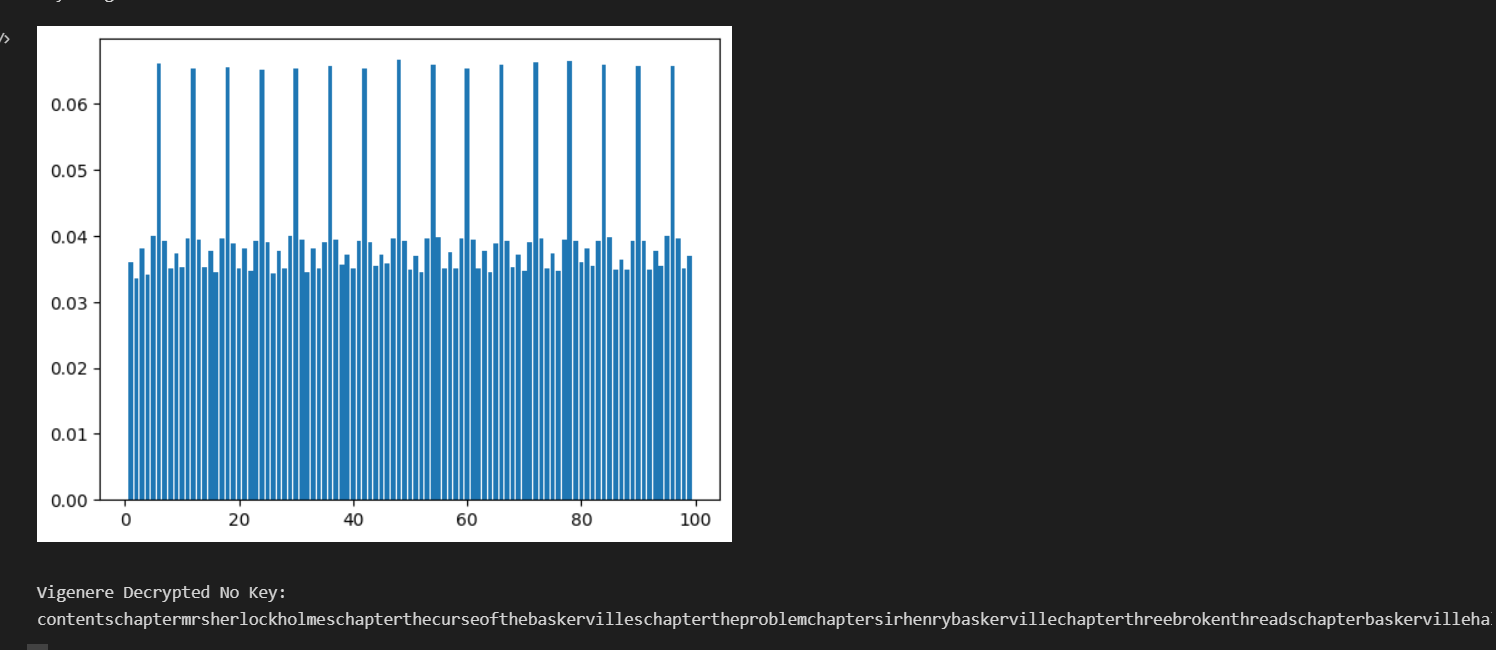 0.06
0.05
0.04
0.03
0.02
0.01
0.00
0 20 40 60 80 100
Vigenere Decrypted No Key:
contentschaptermrsherlockholmeschapterthecurseofthebaskervilleschaptertheproblemchaptersirhenrybaskervillechapterthreebrokenthreadschapterbaskervilleha